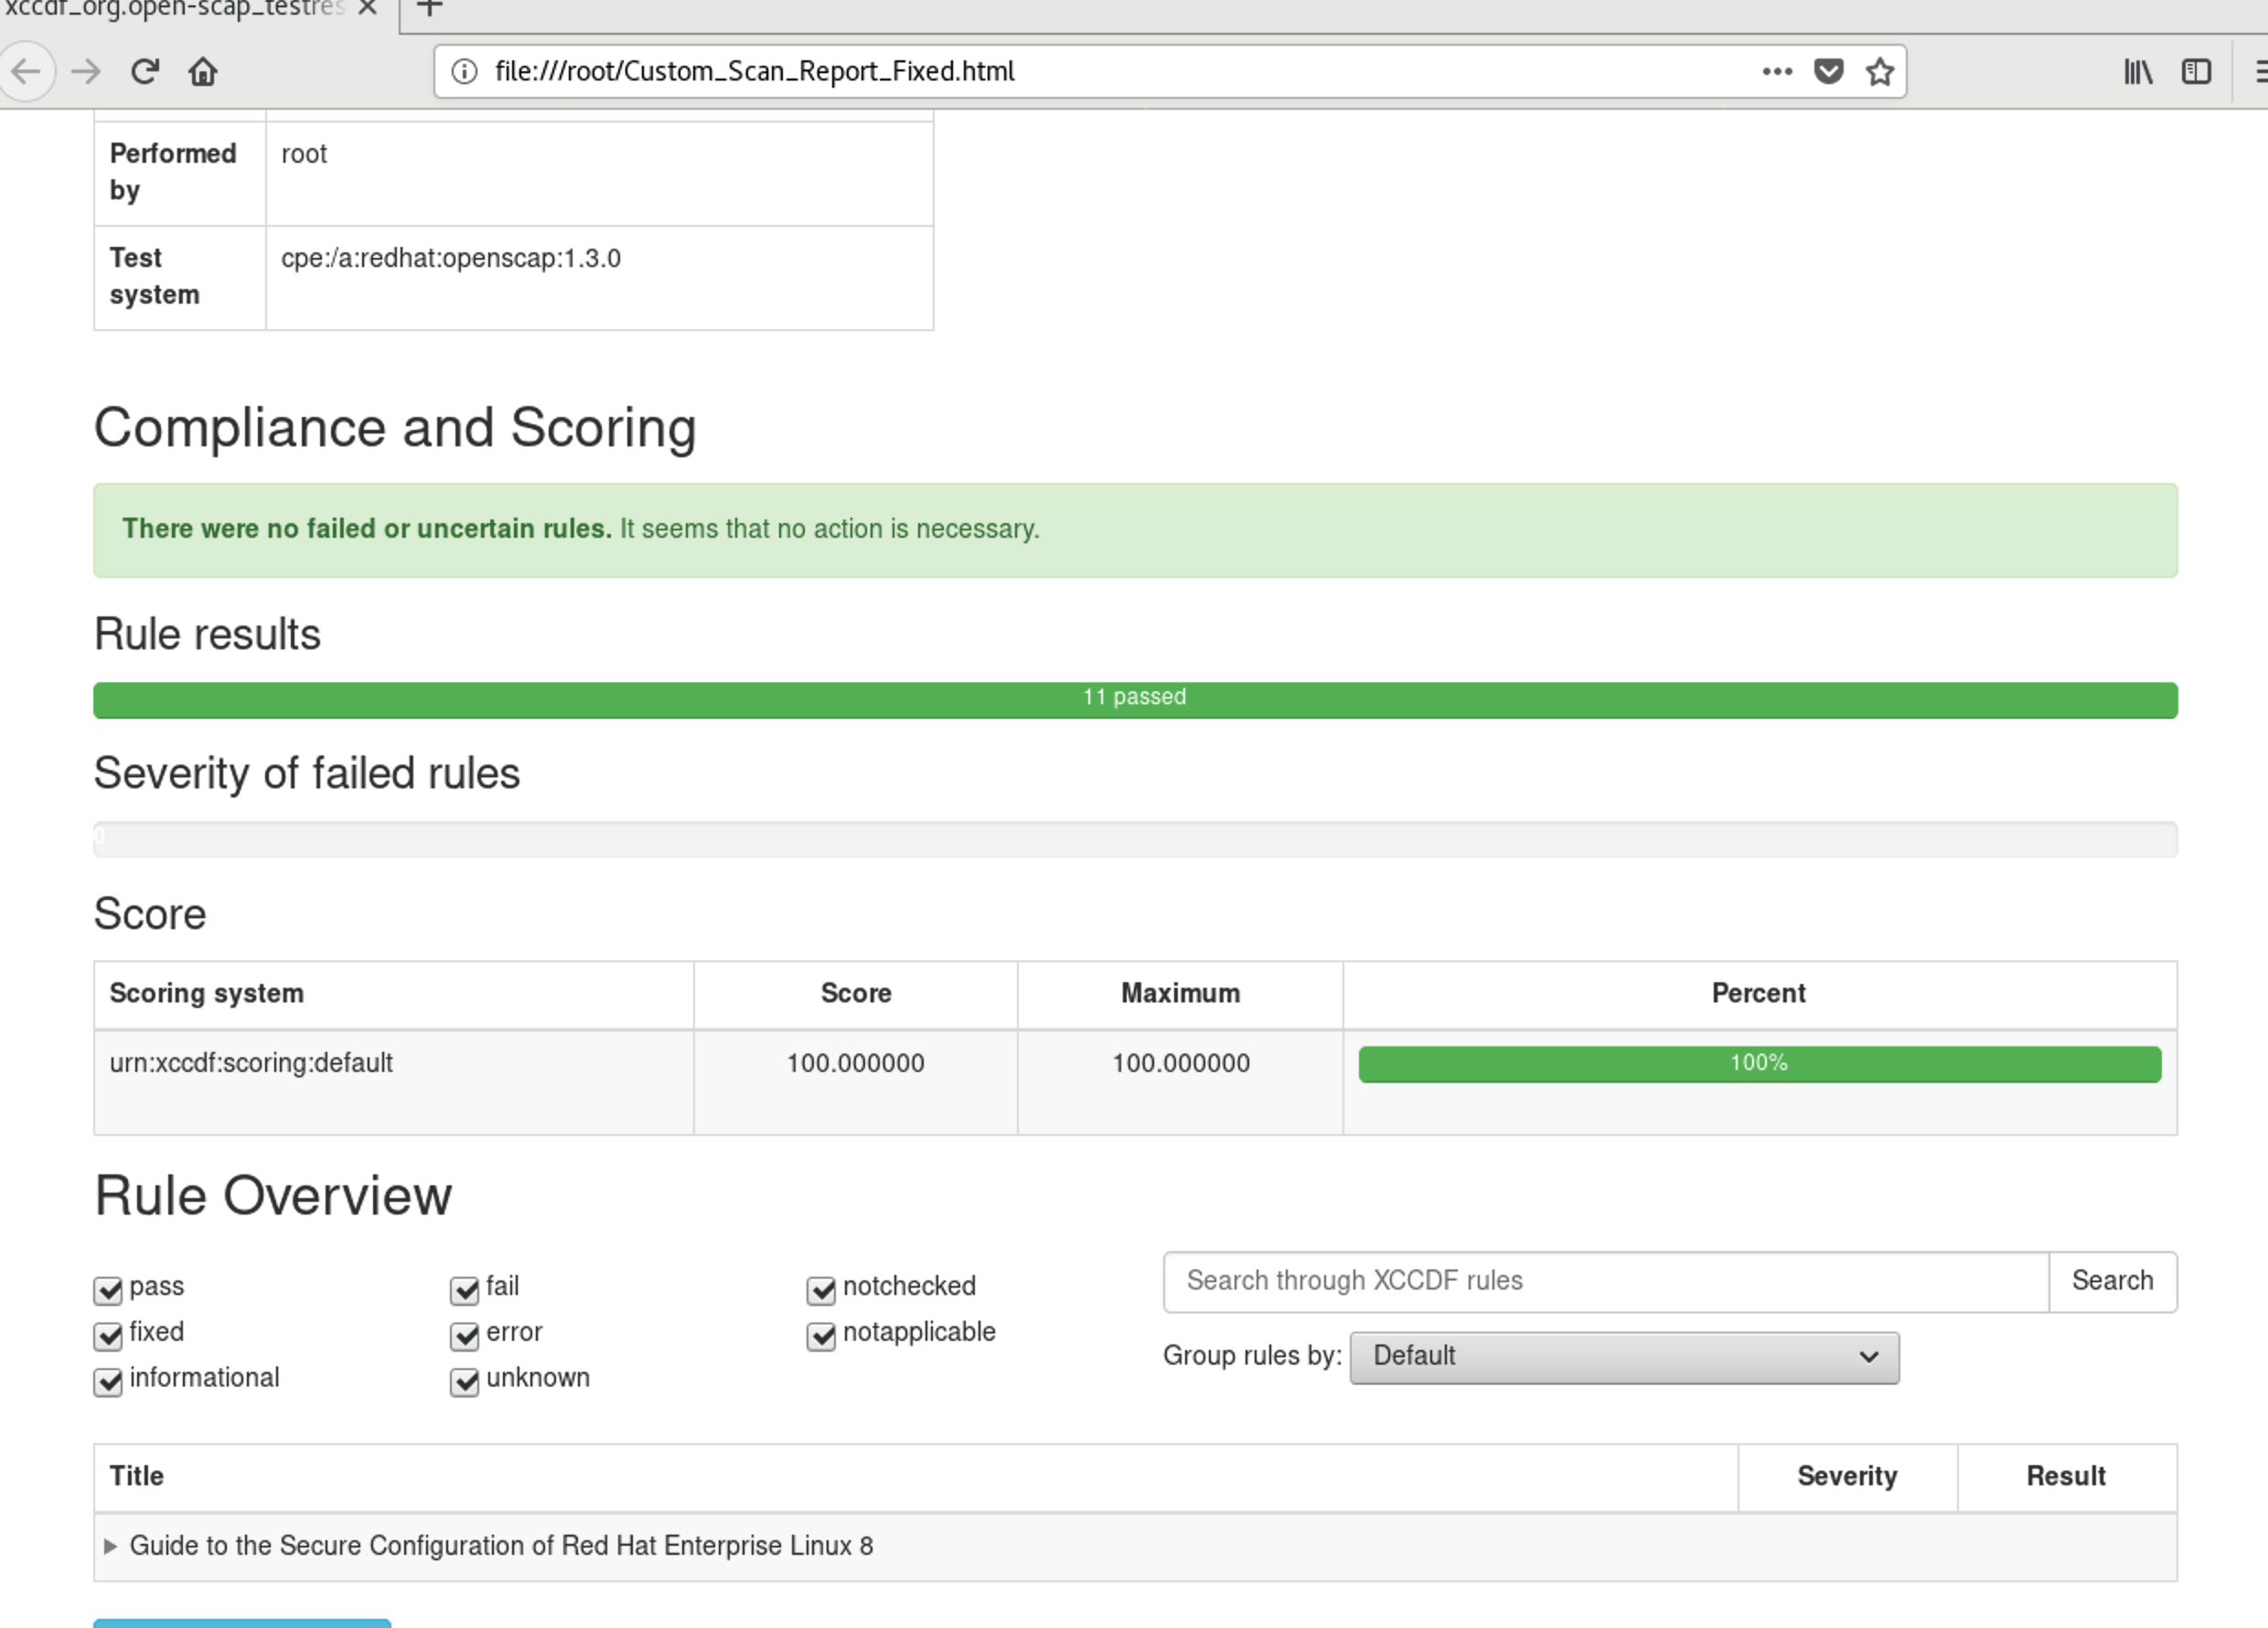 xccdf_org.open-scap_testres
file:///root/Custom_Scan_Report_Fixed.html
Performed by
root
Test system
cpe:/a:redhat:openscap:1.3.0
Compliance and Scoring
There were no failed or uncertain rules. It seems that no action is necessary.
Rule results
11 passed
Severity of failed rules
0
Score
Scoring system Score Maximum Percent
urn:xccdf:scoring:default 100.000000 100.000000 100%
Rule Overview
pass fail notchecked
fixed error notapplicable
informational unknown
Search through XCCDF rules Search
Group rules by: Default
Title Severity Result
Guide to the Secure Configuration of Red Hat Enterprise Linux 8